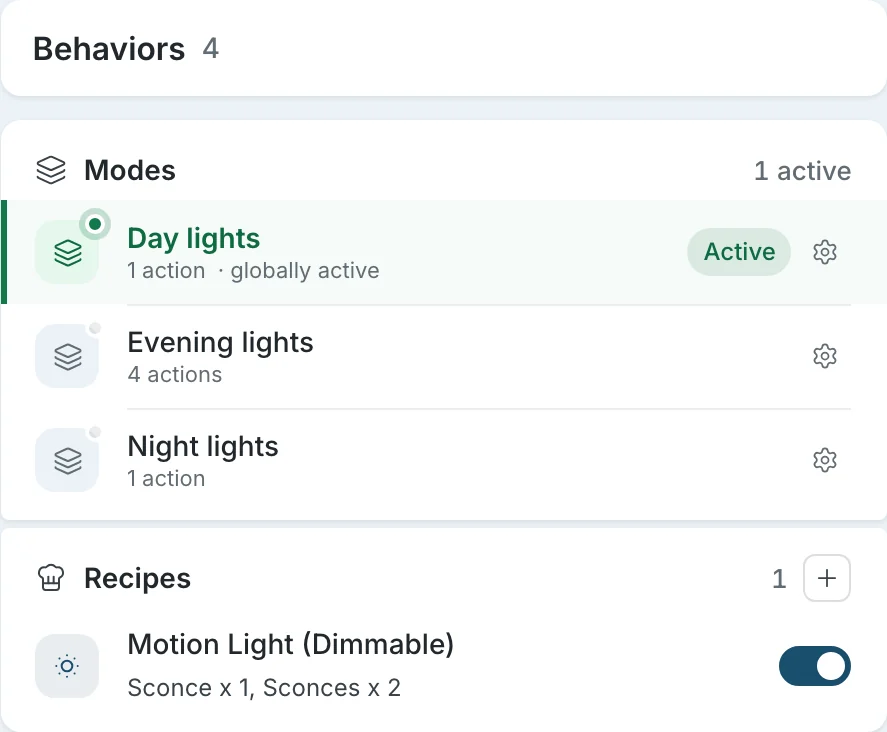 Behaviors 4
Modes 1 active
Day lights
1 action · globally active
Active
Evening lights
4 actions
Night lights
1 action
Recipes 1
Motion Light (Dimmable)
Sconce x 1, Sconces x 2